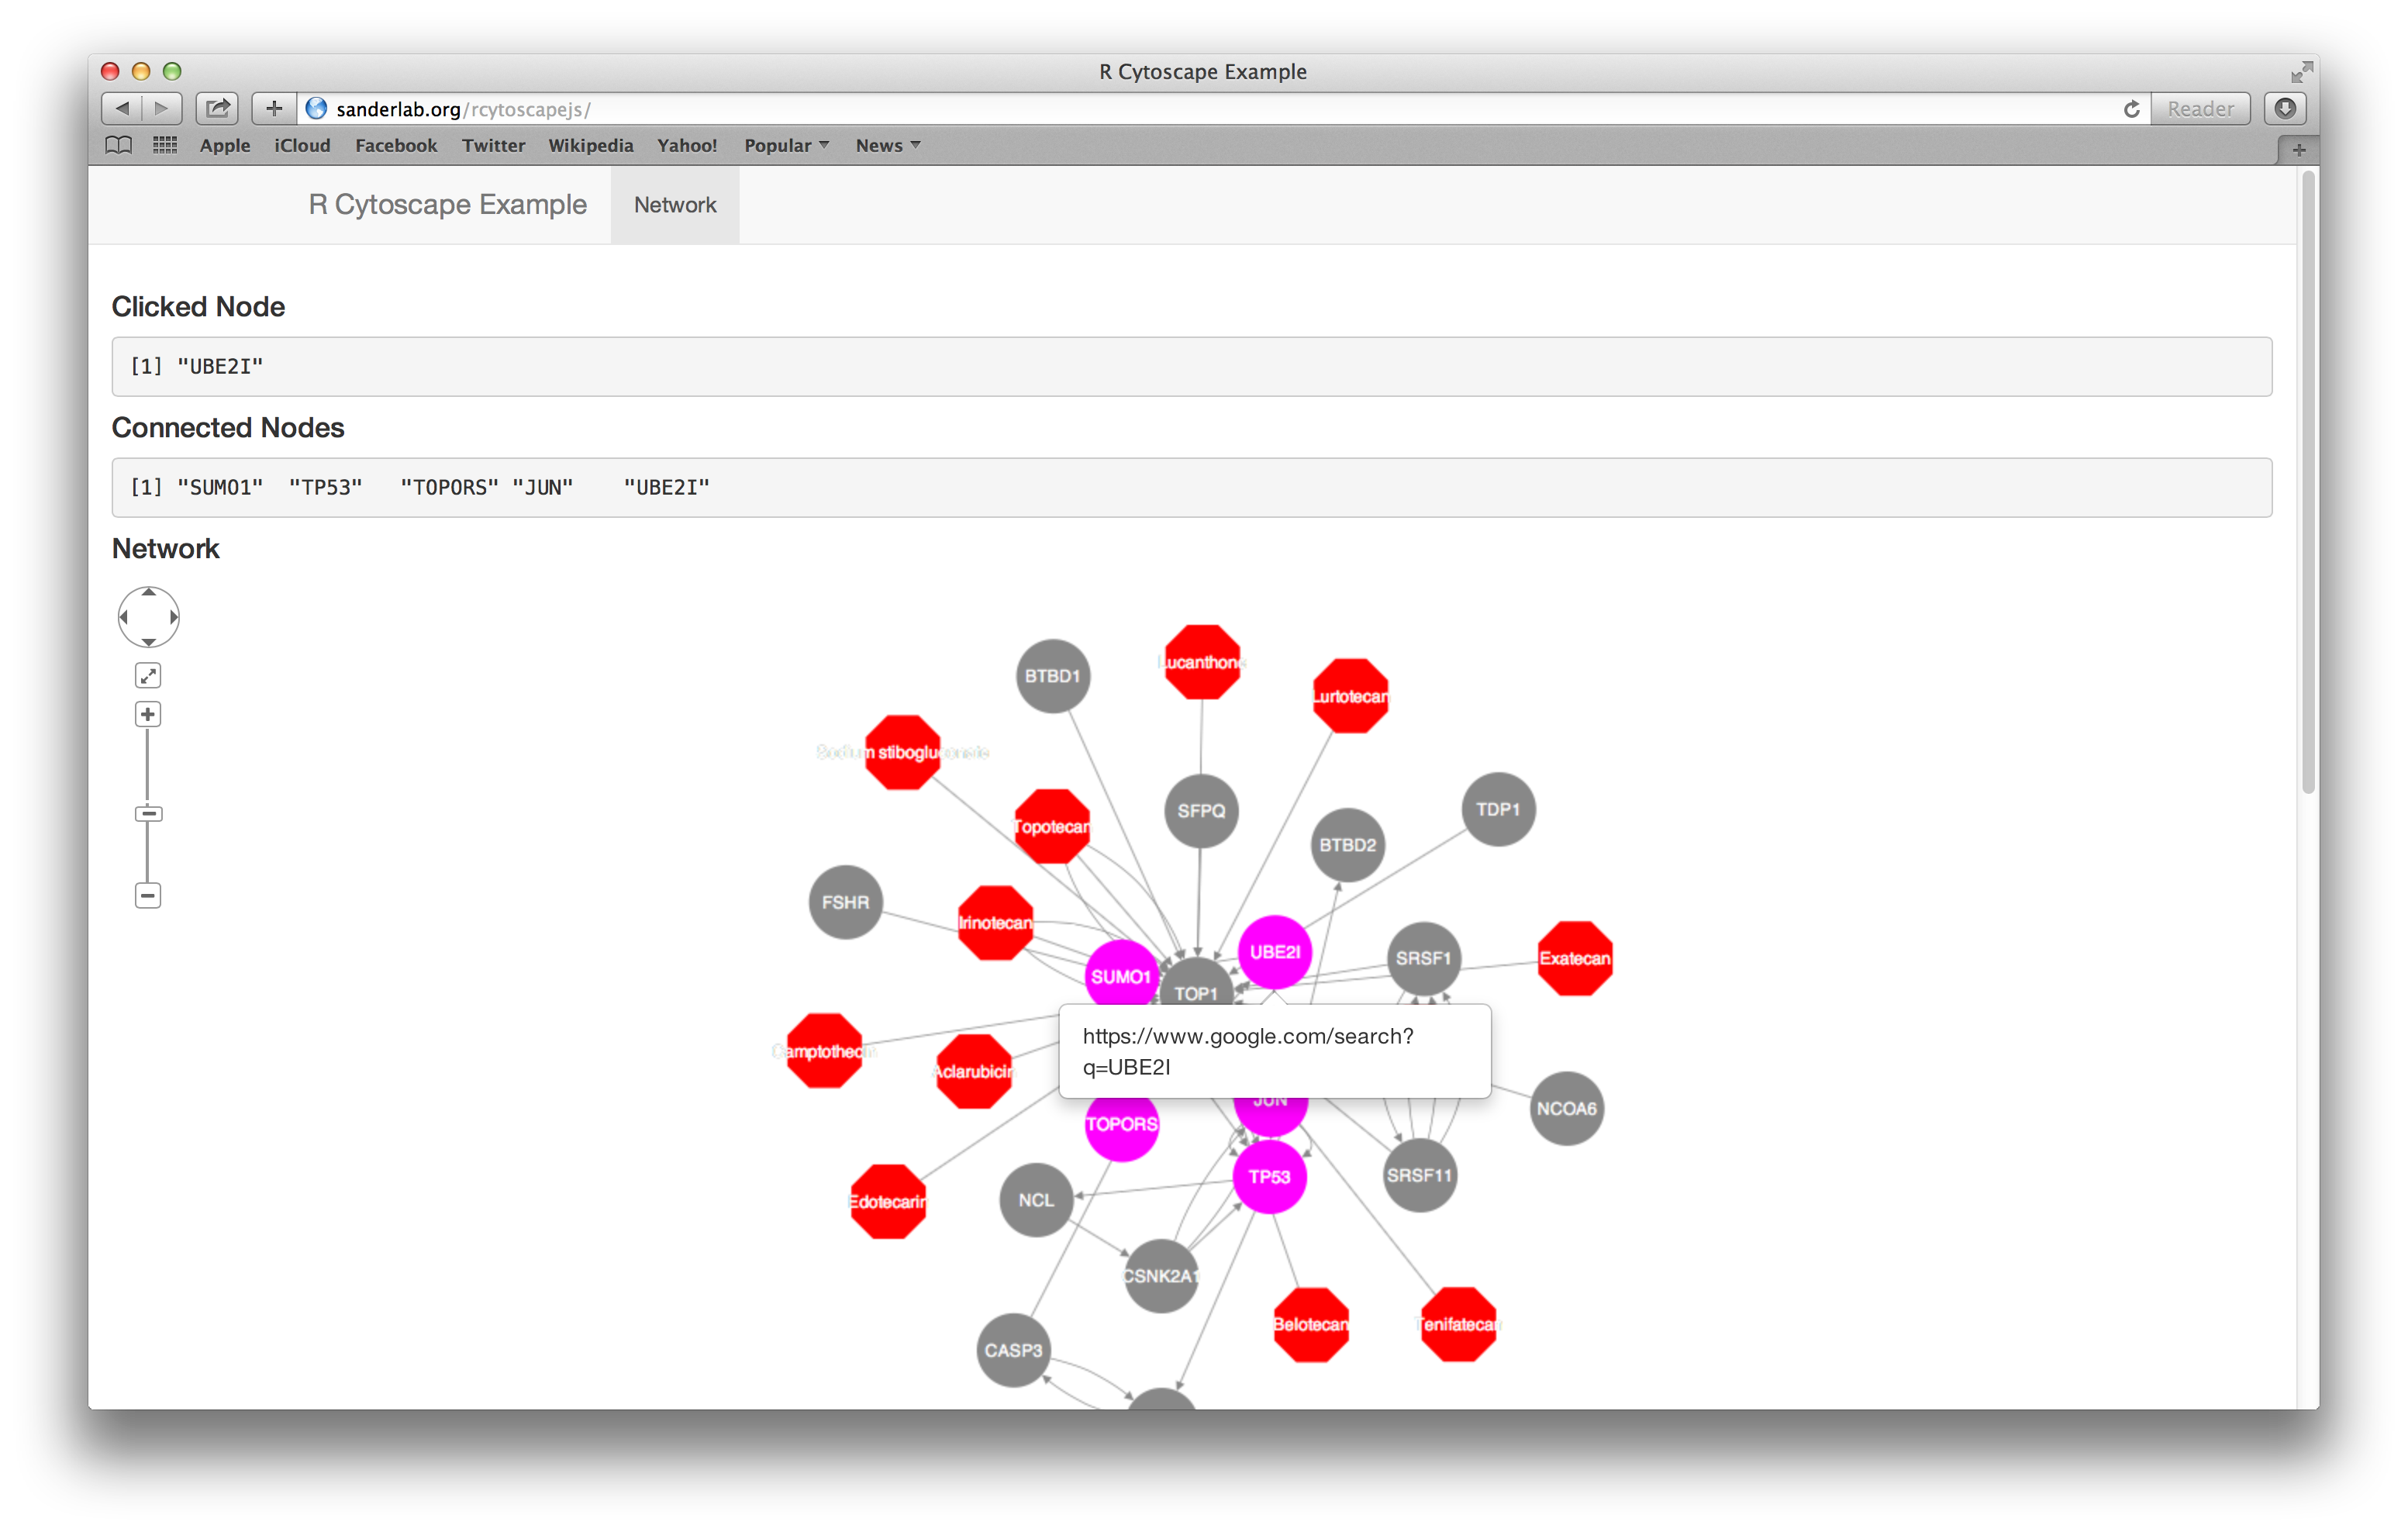 R Cytoscape Example
sanderlab.org/rcytoscapejs/
Reader
Apple iCloud Facebook Twitter Wikipedia Yahoo! Popular News
R Cytoscape Example Network
Clicked Node
[1] "UBE2I"
Connected Nodes
[1] "SUMO1" "TP53" "TOPORS" "JUN" "UBE2I"
Network
Lucanthone
BTBD1
Lurtotecan
Sodium stibogluconate
SFPQ
TDP1
Topotecan
BTBD2
FSHR
Irinotecan
UBE2I
SRSF1
Exatecan
SUMO1
TOP1
https://www.google.com/search?
q=UBE2I
Camptothecin
Aclarubicin
JUN
NCOA6
TOPORS
TP53
SRSF11
NCL
Edotecarin
CSNK2A1
Belotecan
Tenifatecan
CASP3